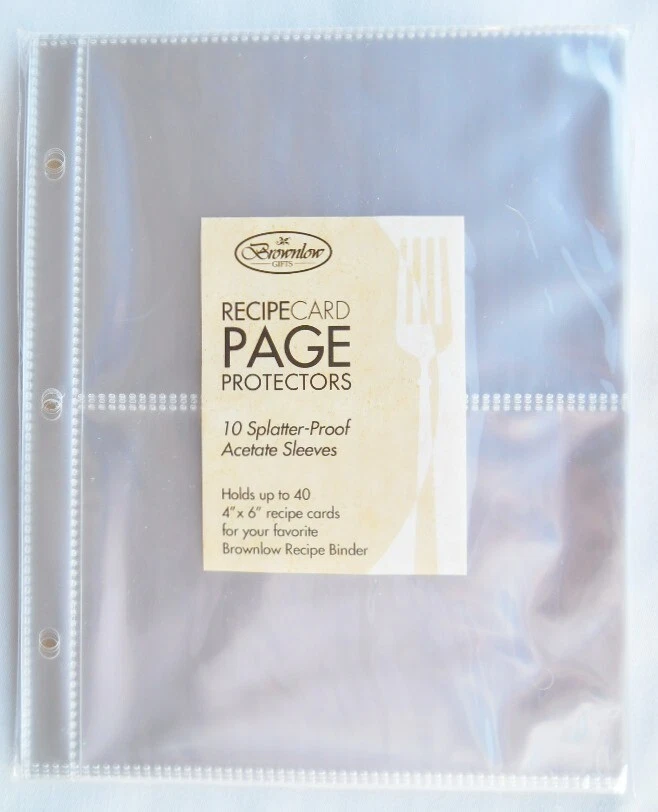 Brownlow
GIFTS
RECIPECARD
PAGE
PROTECTORS
10 Splatter-Proof
Acetate Sleeves
Holds up to 40
4"x 6" recipe cards
for your favorite
Brownlow Recipe Binder